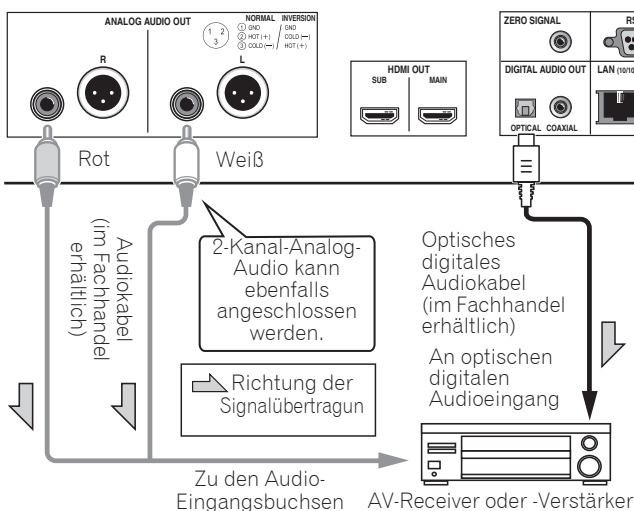 ANALOG AUDIO OUT
1 2
3
NORMAL INVERSION
① GND / GND
② HOT (+) / COLD (—)
③ COLD (—) / HOT (+)
R
L
HDMI OUT
SUB MAIN
ZERO SIGNAL
RS
DIGITAL AUDIO OUT
LAN (10/10
OPTICAL COAXIAL
Rot
Weiß
Audiokabel
(im Fachhandel
erhältlich)
2-Kanal-Analog-
Audio kann
ebenfalls
angeschlossen
werden.
Optisches
digitales
Audiokabel
(im Fachhandel
erhältlich)
An optischen
digitalen
Audioeingang
Richtung der
Signalübertragun
Zu den Audio-
Eingangsbuchsen
AV-Receiver oder -Verstärker